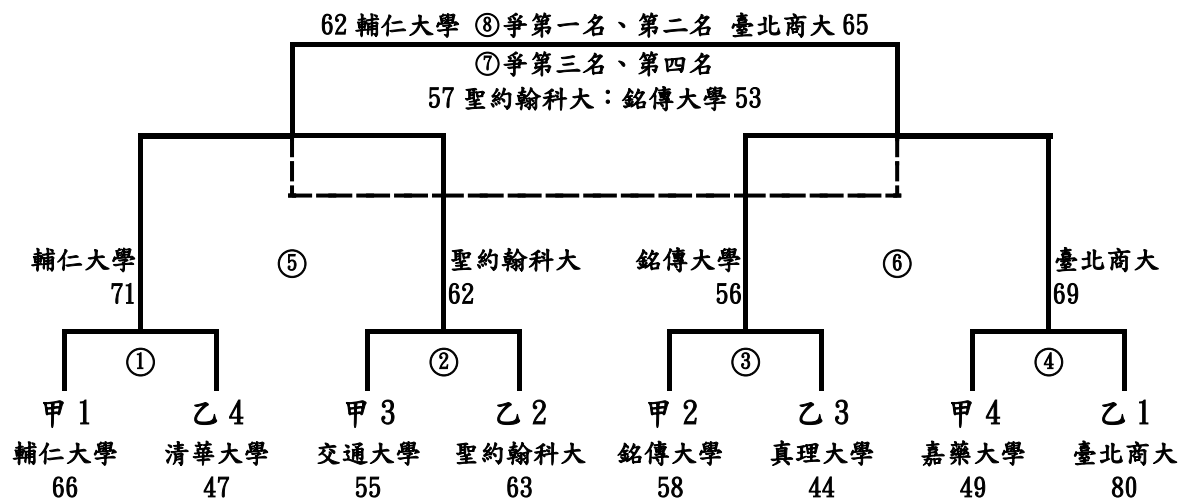 62 輔仁大學 ⑧爭第一名、第二名 臺北商大 65
⑦爭第三名、第四名
57 聖約翰科大：銘傳大學 53
輔仁大學
71
⑤
聖約翰科大
62
銘傳大學
56
⑥
臺北商大
69
① ② ③ ④
甲 1 乙 4 甲 3 乙 2 甲 2 乙 3 甲 4 乙 1
輔仁大學 清華大學 交通大學 聖約翰科大 銘傳大學 真理大學 嘉藥大學 臺北商大
66 47 55 63 58 44 49 80